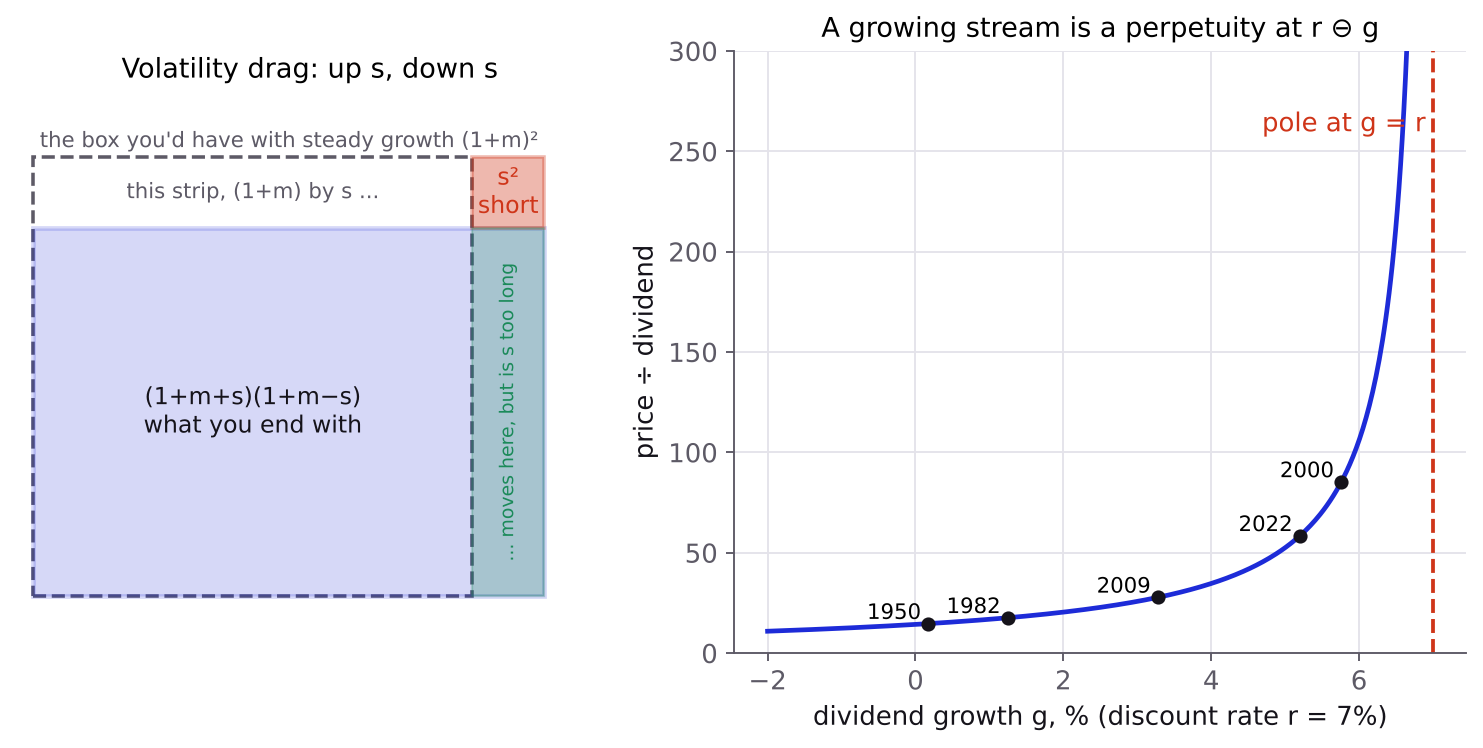 Volatility drag: up s, down s
the box you'd have with steady growth (1+m)²
this strip, (1+m) by s ...
s²
short
(1+m+s)(1+m−s)
what you end with
... moves here, but is s too long
A growing stream is a perpetuity at r ⊖ g
price ÷ dividend
300
250
200
150
100
50
0
pole at g = r
2000
2022
2009
1982
1950
−2
0
2
4
6
dividend growth g, % (discount rate r = 7%)